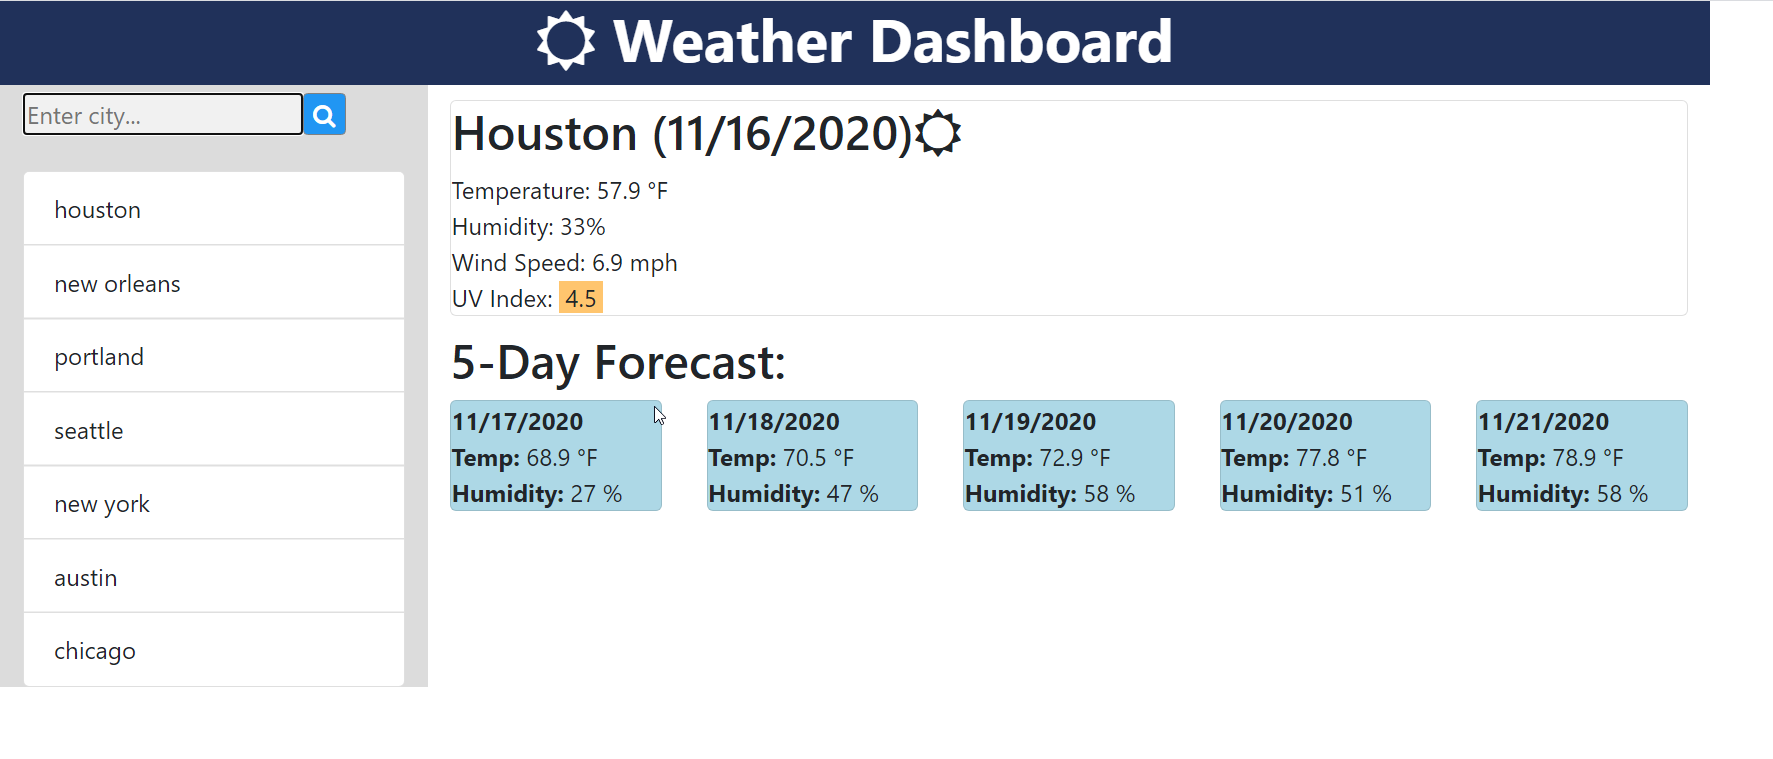 Weather Dashboard
Enter city...
houston
new orleans
portland
seattle
new york
austin
chicago
Houston (11/16/2020)
Temperature: 57.9 °F
Humidity: 33%
Wind Speed: 6.9 mph
UV Index: 4.5
5-Day Forecast:
11/17/2020
Temp: 68.9 °F
Humidity: 27 %
11/18/2020
Temp: 70.5 °F
Humidity: 47 %
11/19/2020
Temp: 72.9 °F
Humidity: 58 %
11/20/2020
Temp: 77.8 °F
Humidity: 51 %
11/21/2020
Temp: 78.9 °F
Humidity: 58 %